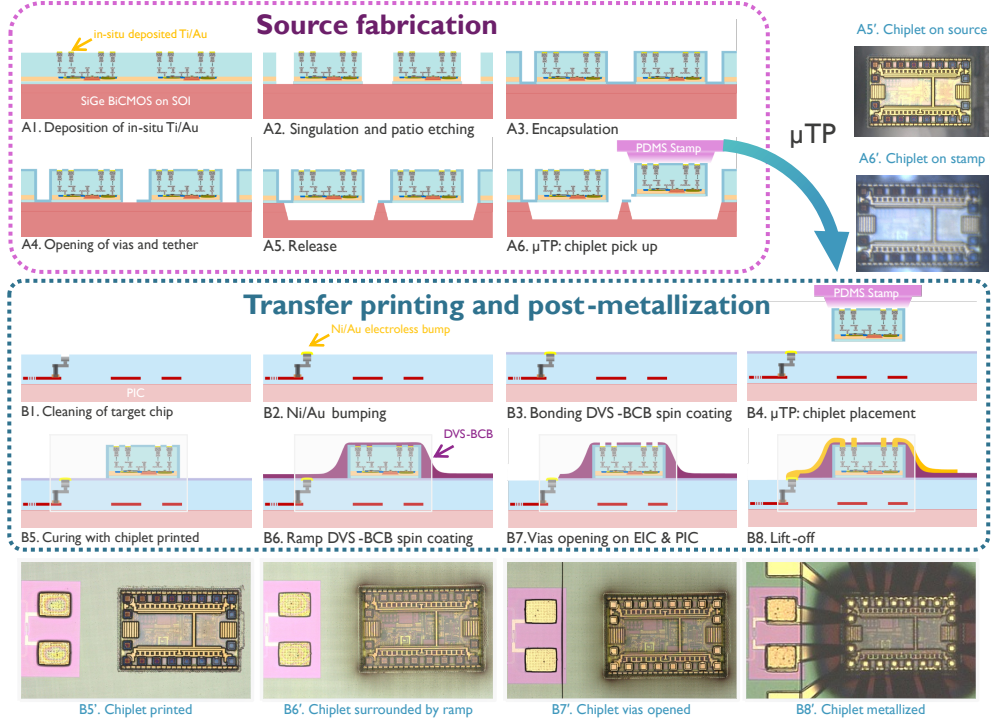 Source fabrication
in-situ deposited Ti/Au
SiGe BiCMOS on SOI
A1. Deposition of in-situ Ti/Au
A2. Singulation and patio etching
A3. Encapsulation
A4. Opening of vias and tether
A5. Release
PDMS Stamp
A6. µTP: chiplet pick up
µTP
A5'. Chiplet on source
A6'. Chiplet on stamp
Transfer printing and post-metallization
PIC
B1. Cleaning of target chip
Ni/Au electroless bump
B2. Ni/Au bumping
B3. Bonding DVS-BCB spin coating
PDMS Stamp
B4. µTP: chiplet placement
B5. Curing with chiplet printed
DVS-BCB
B6. Ramp DVS-BCB spin coating
B7. Vias opening on EIC & PIC
B8. Lift-off
B5'. Chiplet printed
B6'. Chiplet surrounded by ramp
B7'. Chiplet vias opened
B8'. Chiplet metallized